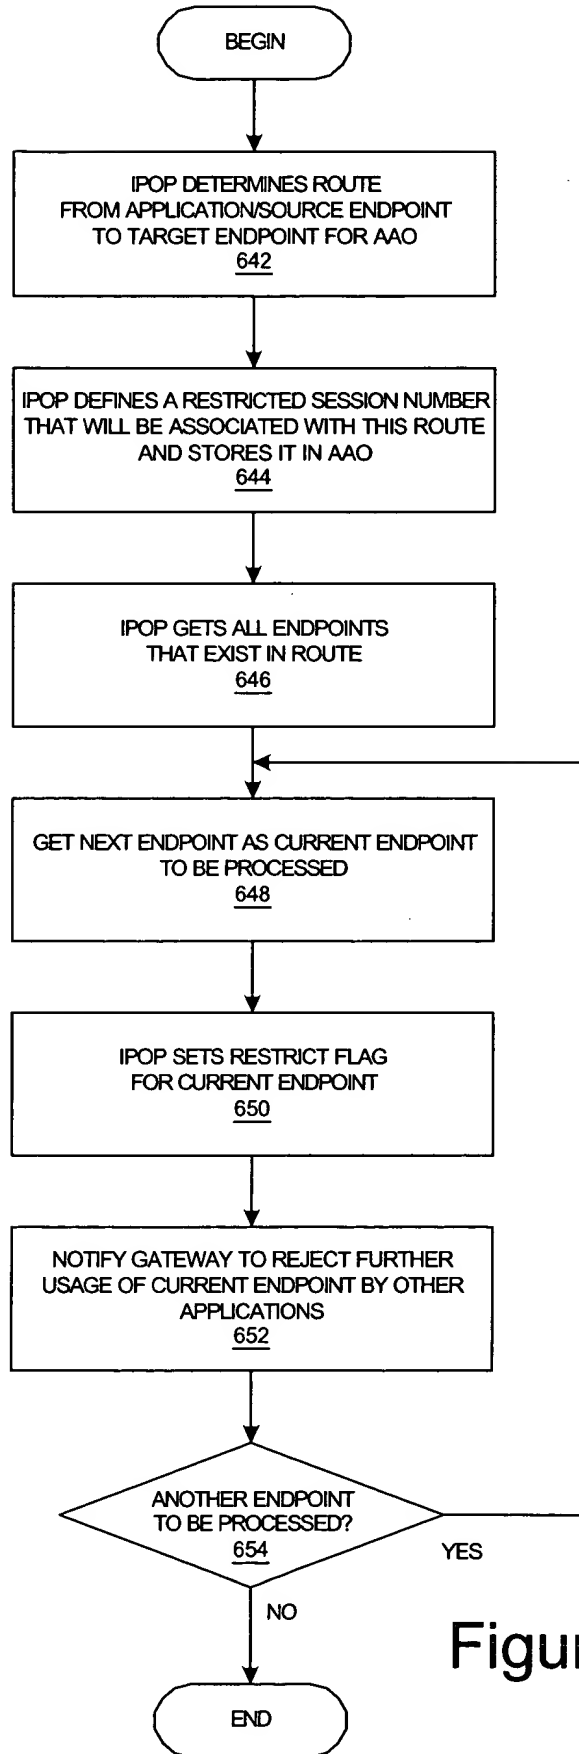 BEGIN
IPOP DETERMINES ROUTE
FROM APPLICATION/SOURCE ENDPOINT
TO TARGET ENDPOINT FOR AAO
642
IPOP DEFINES A RESTRICTED SESSION NUMBER
THAT WILL BE ASSOCIATED WITH THIS ROUTE
AND STORES IT IN AAO
644
IPOP GETS ALL ENDPOINTS
THAT EXIST IN ROUTE
646
GET NEXT ENDPOINT AS CURRENT ENDPOINT
TO BE PROCESSED
648
IPOP SETS RESTRICT FLAG
FOR CURRENT ENDPOINT
650
NOTIFY GATEWAY TO REJECT FURTHER
USAGE OF CURRENT ENDPOINT BY OTHER
APPLICATIONS
652
ANOTHER ENDPOINT
TO BE PROCESSED?
654
YES
NO
END